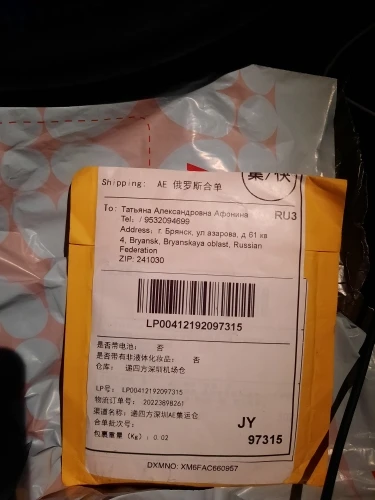 集/快
Shipping: AE 俄罗斯合单
RU3
To: Татьяна Александровна Афонина
Tel: / 9532094699
Address: г. Брянск, ул азарова, д 61 кв
4, Bryansk, Bryanskaya oblast, Russian
Federation
ZIP: 241030
LP00412192097315
是否带电池: 否
是否带有非液体化妆品: 否
仓库: 递四方深圳机场仓
LP号: LP00412192097315
物流订单号: 20223898261
渠道名称: 递四方深圳AE集运仓
合单批次号:
包裹重量 (Kg): 0.02
JY
97315
DXMNO: XM6FAC660957